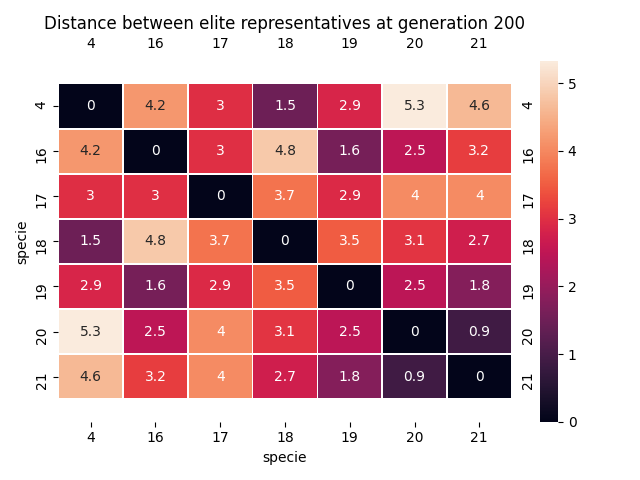 Distance between elite representatives at generation 200
4 16 17 18 19 20 21
4 0 4.2 3 1.5 2.9 5.3 4.6 4
16 4.2 0 3 4.8 1.6 2.5 3.2 16
17 3 3 0 3.7 2.9 4 4 17
18 1.5 4.8 3.7 0 3.5 3.1 2.7 18
19 2.9 1.6 2.9 3.5 0 2.5 1.8 19
20 5.3 2.5 4 3.1 2.5 0 0.9 20
21 4.6 3.2 4 2.7 1.8 0.9 0 21
4 16 17 18 19 20 21
specie
specie
5
4
3
2
1
0